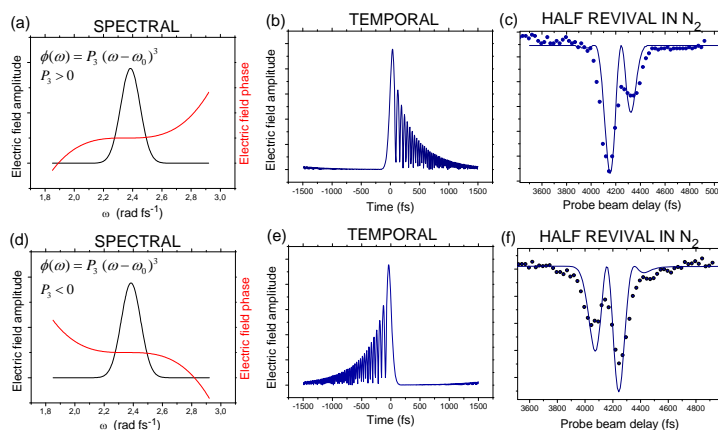 (a) SPECTRAL
ϕ(ω) = P₃ (ω−ω₀)³
P₃ > 0
Electric field amplitude
Electric field phase
1,8 2,0 2,2 2,4 2,6 2,8 3,0
ω (rad fs⁻¹)
(b) TEMPORAL
Electric field amplitude
-1500 -1000 -500 0 500 1000 1500
Time (fs)
(c) HALF REVIVAL IN N₂
3600 3800 4000 4200 4400 4600 4800 5000
Probe beam delay (fs)
(d) SPECTRAL
ϕ(ω) = P₃ (ω−ω₀)³
P₃ < 0
Electric field amplitude
Electric field phase
1,8 2,0 2,2 2,4 2,6 2,8 3,0
ω (rad fs⁻¹)
(e) TEMPORAL
Electric field amplitude
-1500 -1000 -500 0 500 1000 1500
Time (fs)
(f) HALF REVIVAL IN N₂
3600 3800 4000 4200 4400 4600 4800
Probe beam delay (fs)